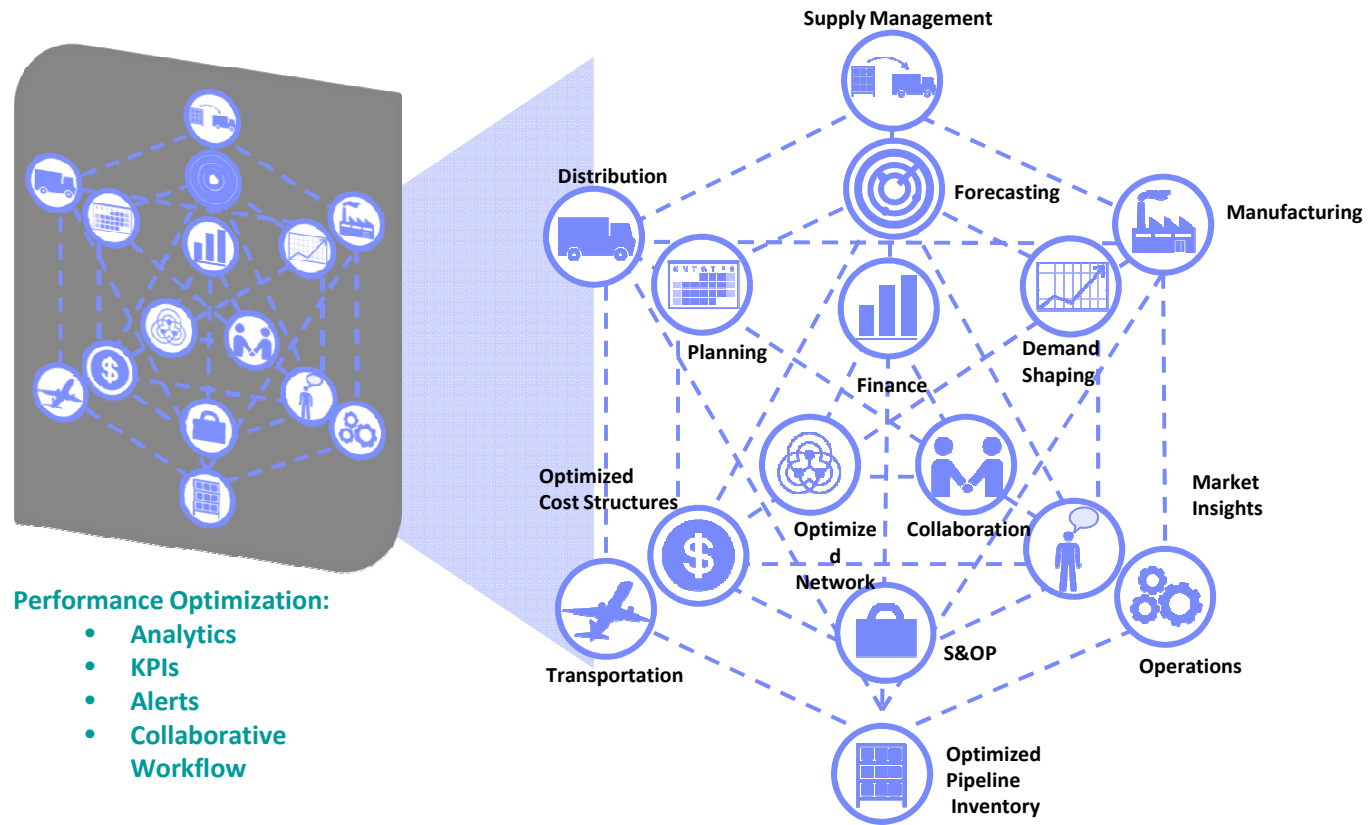 Supply Management
Distribution
Forecasting
Manufacturing
Planning
Finance
Demand
Shaping
Optimized
Cost Structures
Optimize
d
Network
Collaboration
Market
Insights
Transportation
S&OP
Operations
Optimized
Pipeline
Inventory
Performance Optimization:
• Analytics
• KPIs
• Alerts
• Collaborative
Workflow